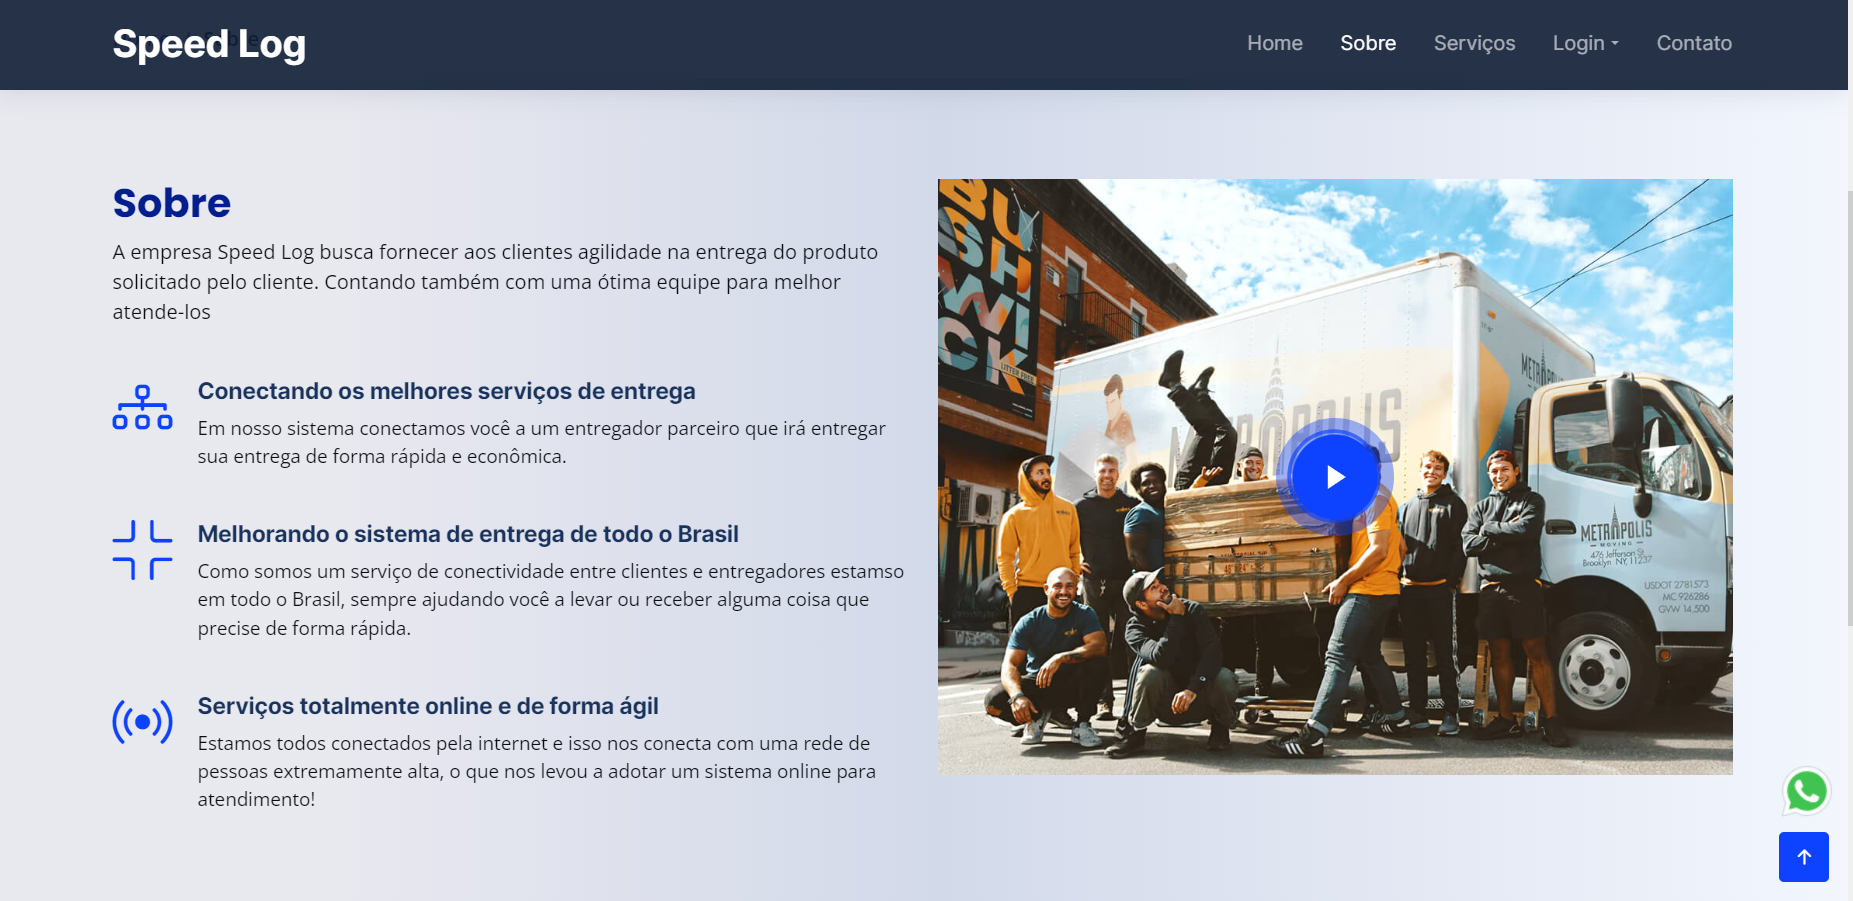 Speed Log
Home
Sobre
Serviços
Login
Contato
Sobre
A empresa Speed Log busca fornecer aos clientes agilidade na entrega do produto
solicitado pelo cliente. Contando também com uma ótima equipe para melhor
atende-los
Conectando os melhores serviços de entrega
Em nosso sistema conectamos você a um entregador parceiro que irá entregar
sua entrega de forma rápida e econômica.
Melhorando o sistema de entrega de todo o Brasil
Como somos um serviço de conectividade entre clientes e entregadores estamso
em todo o Brasil, sempre ajudando você a levar ou receber alguma coisa que
precise de forma rápida.
Serviços totalmente online e de forma ágil
Estamos todos conectados pela internet e isso nos conecta com uma rede de
pessoas extremamente alta, o que nos levou a adotar um sistema online para
atendimento!
BUSHWICK
LITTER FREE
METROPOLIS
METROPOLIS
METROPOLIS
MOVING
476 Jefferson St.
Brooklyn NY, 11237
USDOT 2781573
MC 926286
GVW 14,500